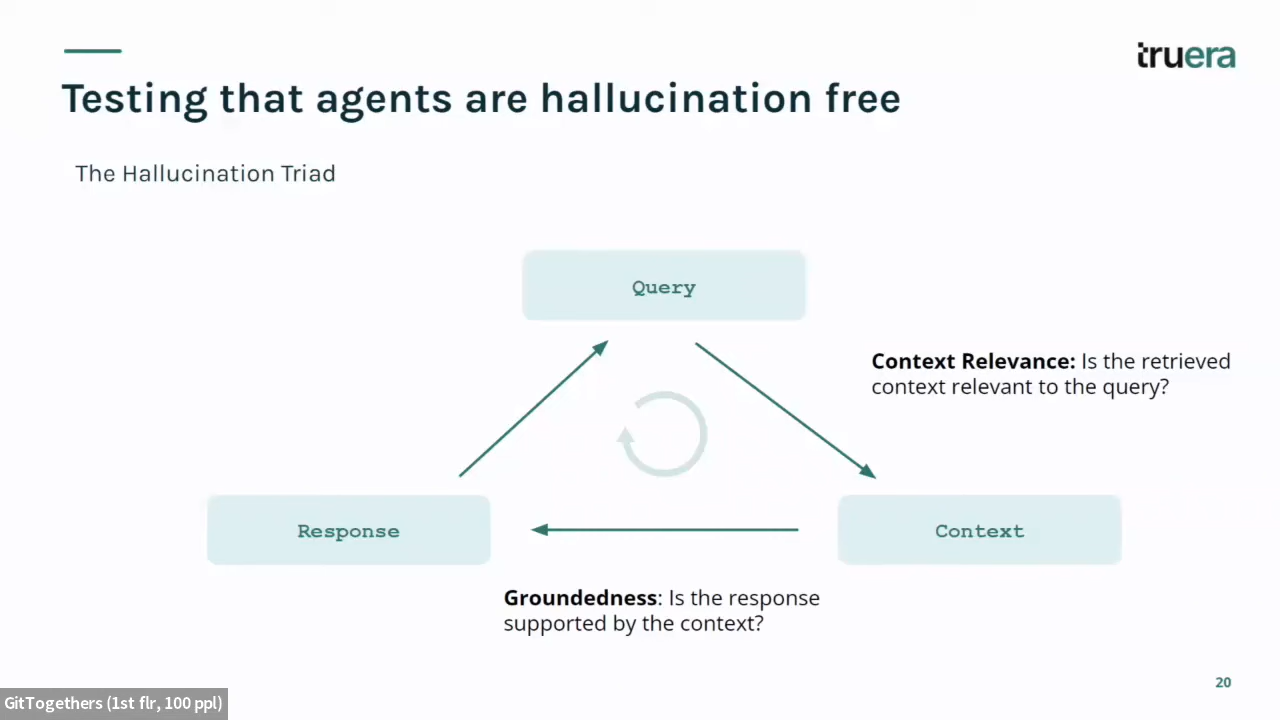 truera
Testing that agents are hallucination free
The Hallucination Triad
Query
Context Relevance: Is the retrieved
context relevant to the query?
Response
Context
Groundedness: Is the response
supported by the context?
20
GitTogethers (1st flr, 100 ppl)